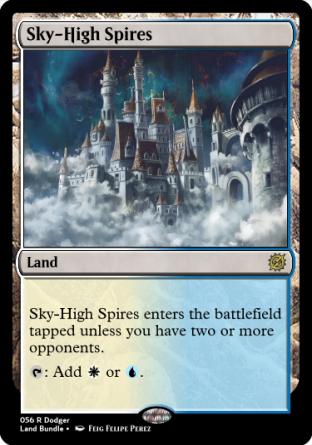 Sky-High Spires
Land
Sky-High Spires enters the battlefield
tapped unless you have two or more
opponents.
: Add or .
056 R Dodger
Land Bundle • Feig Felipe Perez